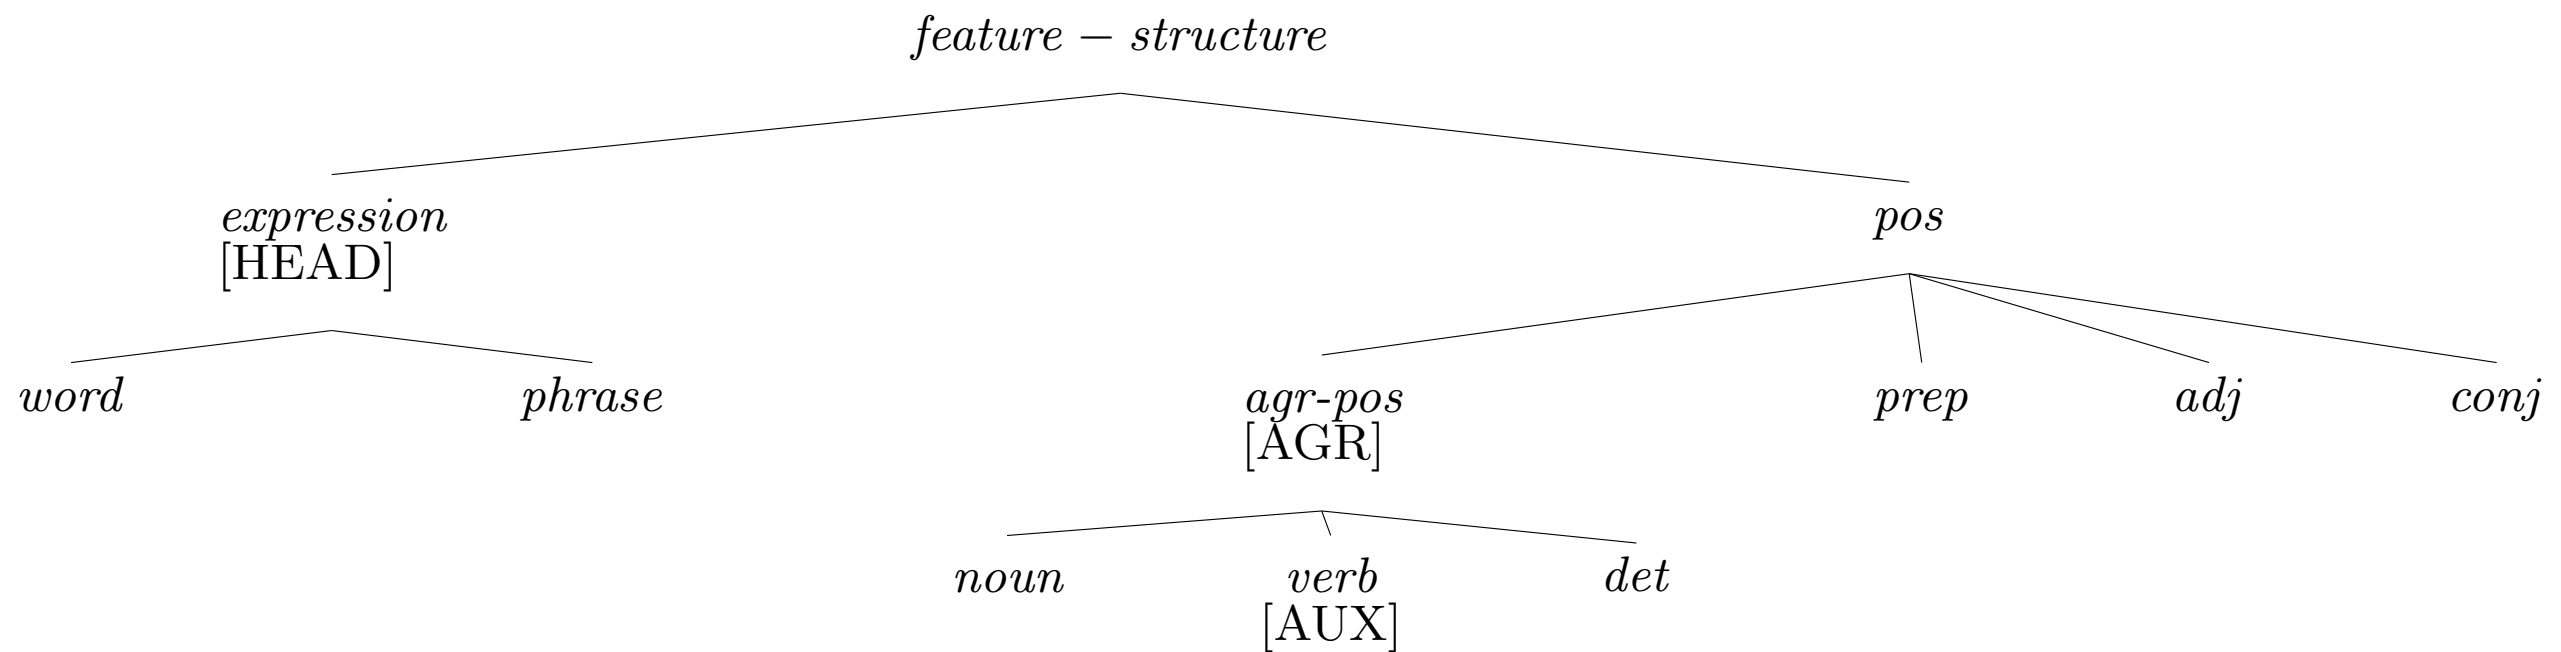 feature – structure
expression
[HEAD]
pos
word
phrase
agr-pos
[AGR]
prep
adj
conj
noun
verb
[AUX]
det